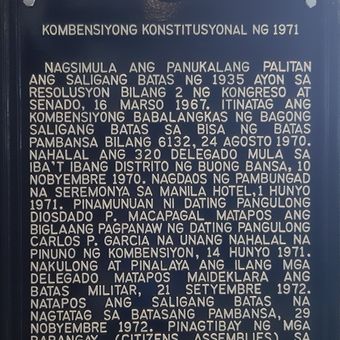 KOMBENSIYONG KONSTITUSYONAL NG 1971
NAGSIMULA ANG PANUKALANG PALITAN
ANG SALIGANG BATAS NG 1935 AYON SA
RESOLUSYON BILANG 2 NG KONGRESO AT
SENADO, 16 MARSO 1967. ITINATAG ANG
KOMBENSIYONG BABALANGKAS NG BAGONG
SALIGANG BATAS SA BISA NG BATAS
PAMBANSA BILANG 6132, 24 AGOSTO 1970.
NAHALAL ANG 320 DELEGADO MULA SA
IBA'T IBANG DISTRITO NG BUONG BANSA, 10
NOBYEMBRE 1970. NAGDAOS NG PAMBUNGAD
NA SEREMONYA SA MANILA HOTEL, 1 HUNYO
1971. PINAMUNUAN NI DATING PANGULONG
DIOSDADO P. MACAPAGAL MATAPOS ANG
BIGLAANG PAGPANAW NG DATING PANGULONG
CARLOS P. GARCIA NA UNANG NAHALAL NA
PINUNO NG KOMBENSIYON, 14 HUNYO 1971.
NAKULONG AT PINALAYA ANG ILANG MGA
DELEGADO MATAPOS MAIDEKLARA ANG
BATAS MILITAR, 21 SETYEMBRE 1972.
NATAPOS ANG SALIGANG BATAS NA
NAGTATAG SA BATASANG PAMBANSA, 29
NOBYEMBRE 1972. PINAGTIBAY NG MGA
BARANGAY (CITIZENS ASSEMBLIES) SA